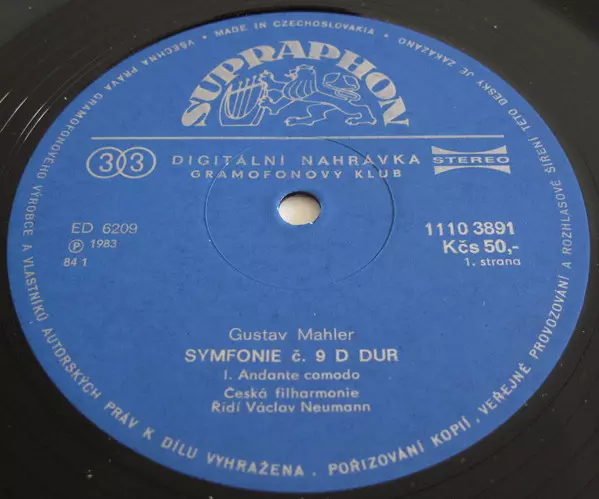 VŠECHNA PRÁVA GRAMOFONOVÉHO VÝROBCE A VLASTNÍKŮ AUTORSKÝCH PRÁV K DÍLU VYHRAŽENA. POŘIZOVÁNÍ KOPIÍ, VEŘEJNÉ PROVOZOVÁNÍ A ROZHLASOVÉ ŠÍŘENÍ TÉTO DESKY JE ZAKÁZÁNO
• MADE IN CZECHOSLOVAKIA •
SUPRAPHON
33 DIGITÁLNÍ NAHRÁVKA STEREO
GRAMOFONOVÝ KLUB
ED 6209
Ⓟ 1983
84 1
1110 3891
Kčs 50,-
1. strana
Gustav Mahler
SYMFONIE č. 9 D DUR
I. Andante comodo
Česká filharmonie
Řídí Václav Neumann